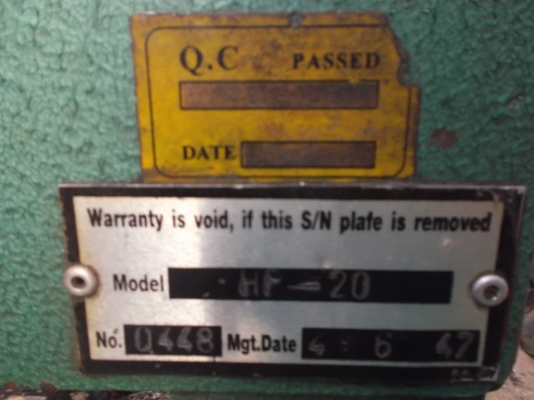 Q.C PASSED
DATE
Warranty is void, if this S/N plafe is removed
Model HF-20
No. 0448 Mgt.Date 4 6 47